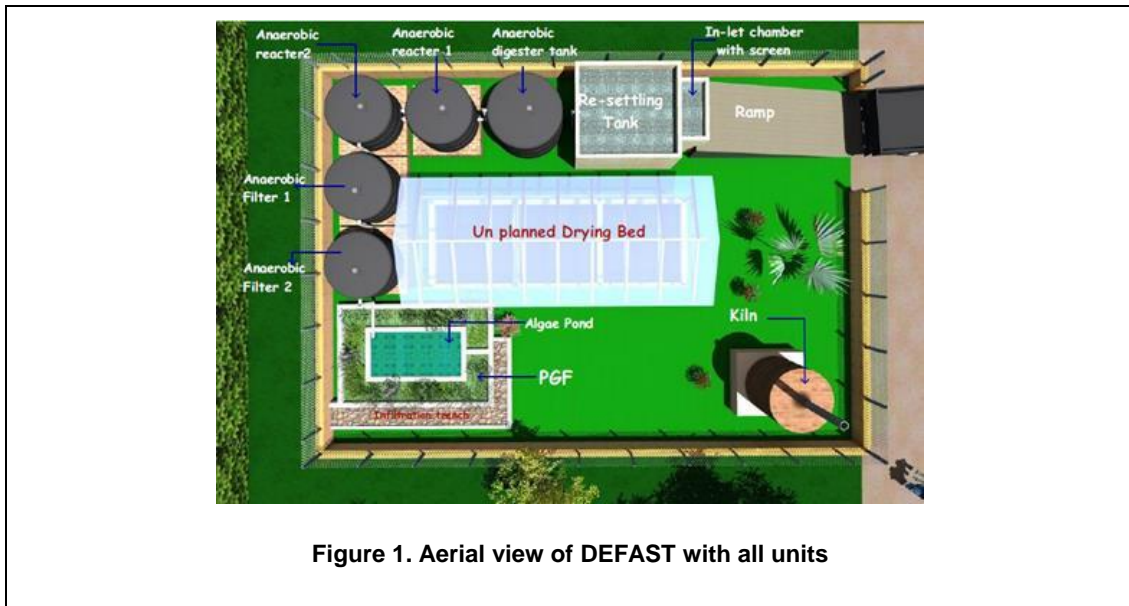 Anaerobic
reacter2
Anaerobic
reacter 1
Anaerobic
digester tank
In-let chamber
with screen
Re-settling
Tank
Ramp
Anaerobic
Filter 1
Un planned Drying Bed
Anaerobic
Filter 2
Algae Pond
Kiln
PGF
Infiltration trench
Figure 1. Aerial view of DEFAST with all units